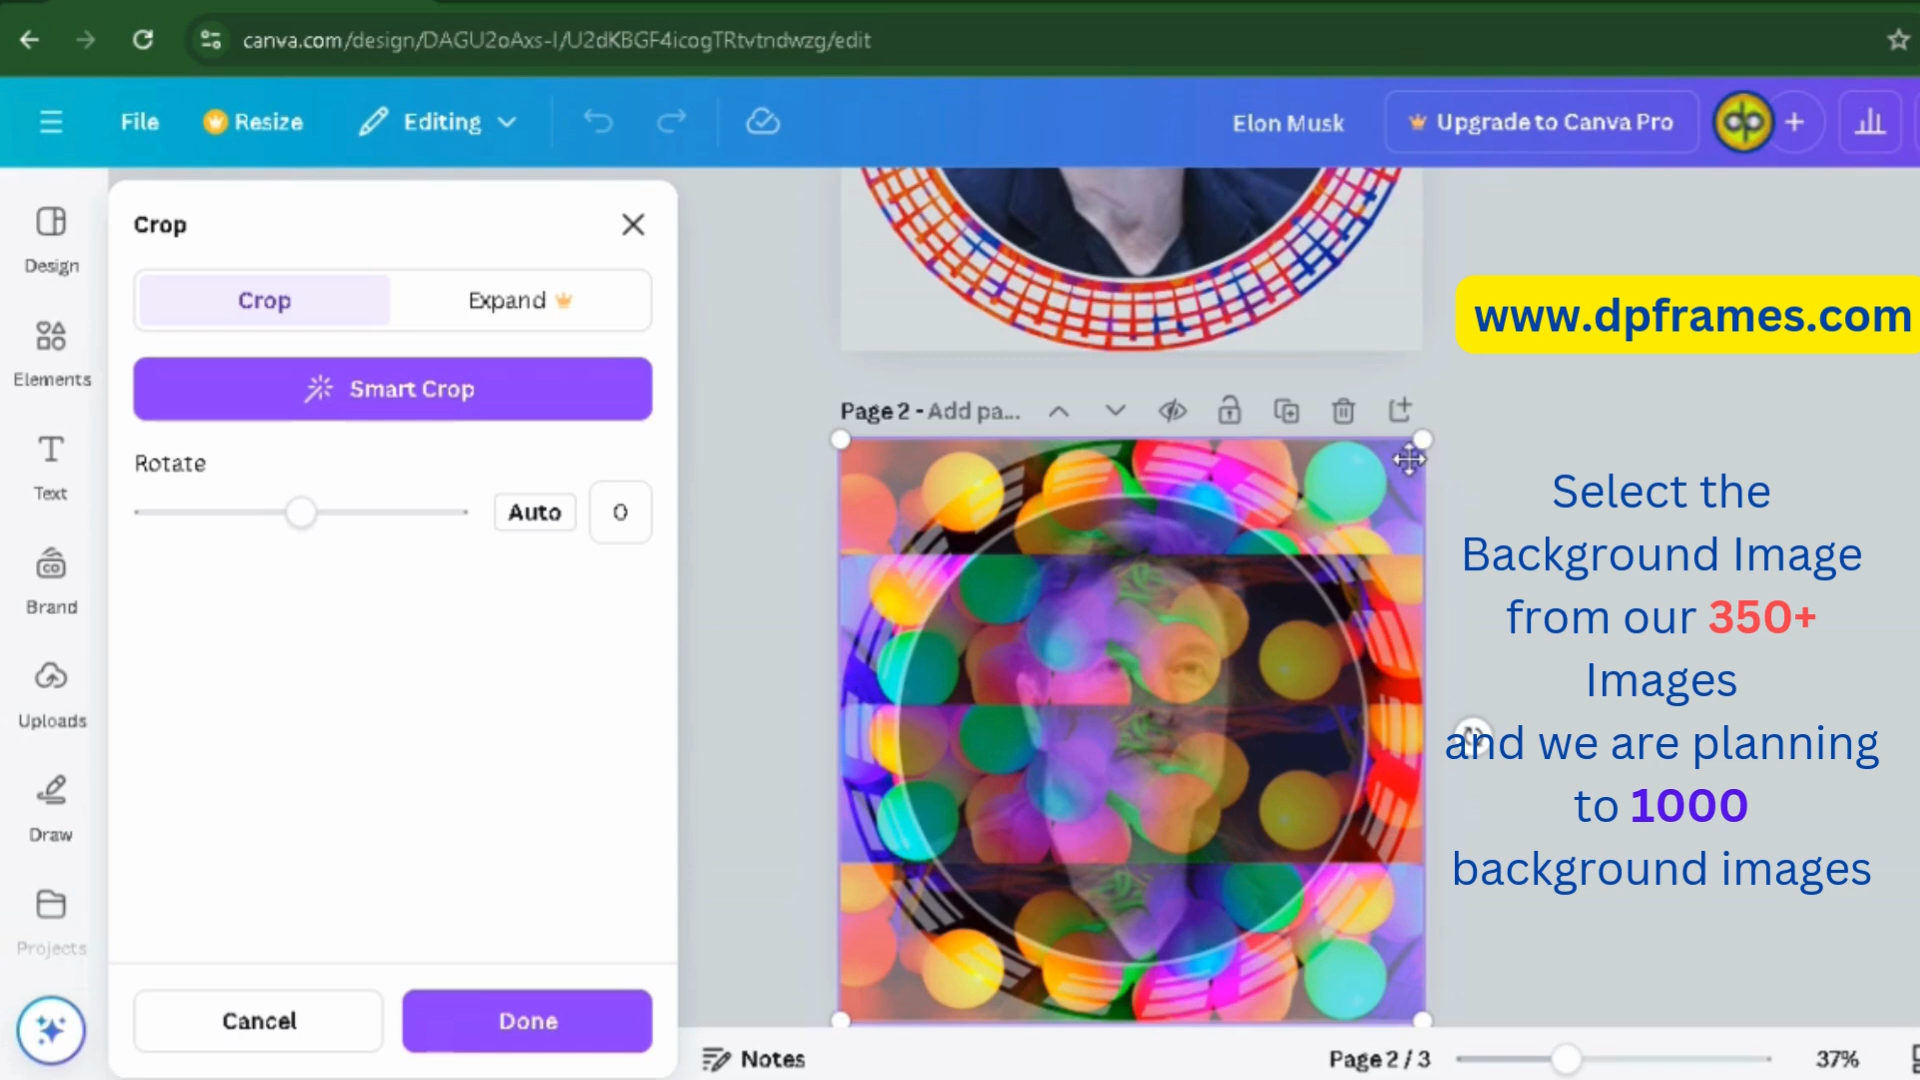 canva.com/design/DAGU2oAxs-I/U2dKBGF4icogTRtvtndwzg/edit
File
Resize
Editing
Elon Musk
Upgrade to Canva Pro
dp
Design
Elements
Text
Brand
Uploads
Draw
Projects
Crop
Crop
Expand
Smart Crop
Rotate
Auto
0
Cancel
Done
Page 2 - Add pa...
www.dpframes.com
Select the
Background Image
from our 350+
Images
and we are planning
to 1000
background images
Notes
Page 2 / 3
37%